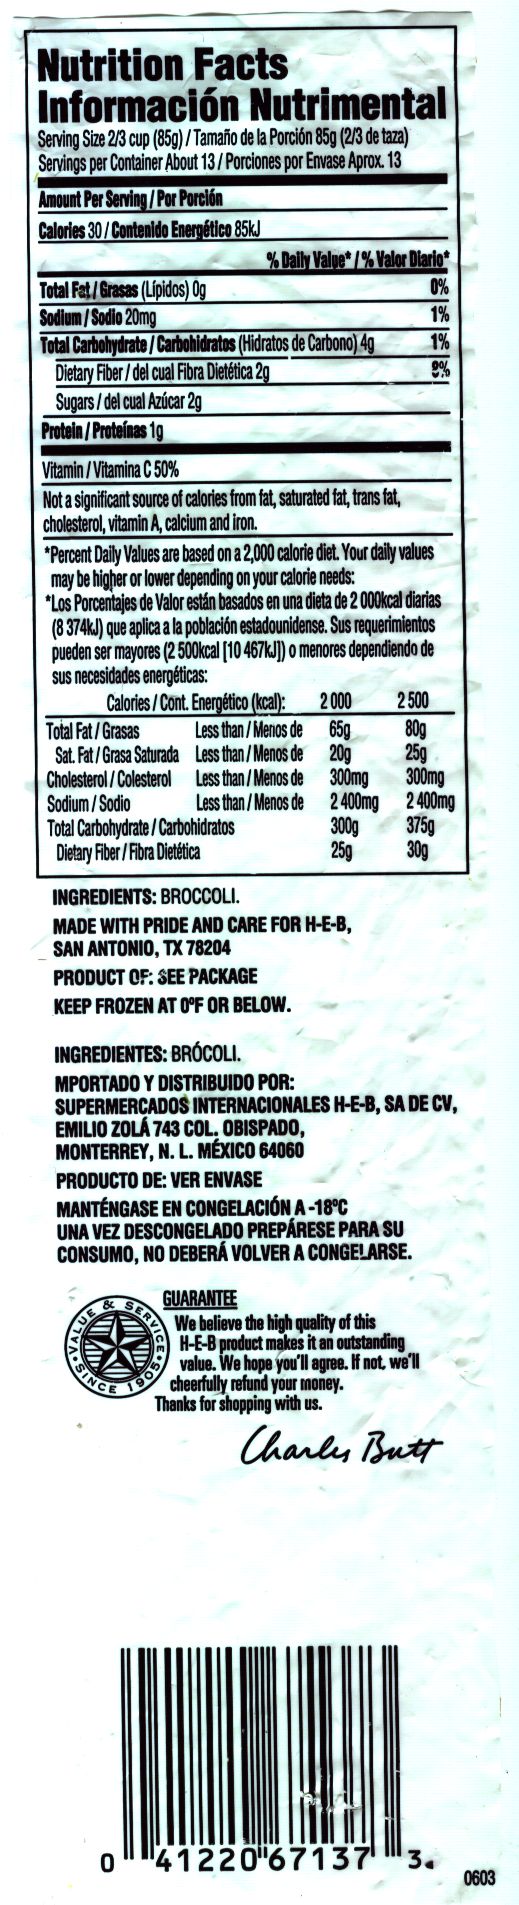 Nutrition Facts
Información Nutrimental
Serving Size 2/3 cup (85g) / Tamaño de la Porción 85g (2/3 de taza)
Servings per Container About 13 / Porciones por Envase Aprox. 13
Amount Per Serving / Por Porción
Calories 30 / Contenido Energético 85kJ
% Daily Value* / % Valor Diario*
Total Fat / Grasas (Lípidos) 0g 0%
Sodium / Sodio 20mg 1%
Total Carbohydrate / Carbohidratos (Hidratos de Carbono) 4g 1%
Dietary Fiber / del cual Fibra Dietética 2g 8%
Sugars / del cual Azúcar 2g
Protein / Proteínas 1g
Vitamin / Vitamina C 50%
Not a significant source of calories from fat, saturated fat, trans fat,
cholesterol, vitamin A, calcium and iron.
*Percent Daily Values are based on a 2,000 calorie diet. Your daily values
may be higher or lower depending on your calorie needs:
*Los Porcentajes de Valor están basados en una dieta de 2 000kcal diarias
(8 374kJ) que aplica a la población estadounidense. Sus requerimientos
pueden ser mayores (2 500kcal [10 467kJ]) o menores dependiendo de
sus necesidades energéticas:
Calories / Cont. Energético (kcal): 2 000 2 500
Total Fat / Grasas Less than / Menos de 65g 80g
Sat. Fat / Grasa Saturada Less than / Menos de 20g 25g
Cholesterol / Colesterol Less than / Menos de 300mg 300mg
Sodium / Sodio Less than / Menos de 2 400mg 2 400mg
Total Carbohydrate / Carbohidratos 300g 375g
Dietary Fiber / Fibra Dietética 25g 30g
INGREDIENTS: BROCCOLI.
MADE WITH PRIDE AND CARE FOR H-E-B,
SAN ANTONIO, TX 78204
PRODUCT OF: SEE PACKAGE
KEEP FROZEN AT 0°F OR BELOW.
INGREDIENTES: BRÓCOLI.
MPORTADO Y DISTRIBUIDO POR:
SUPERMERCADOS INTERNACIONALES H-E-B, SA DE CV,
EMILIO ZOLÁ 743 COL. OBISPADO,
MONTERREY, N. L. MÉXICO 64060
PRODUCTO DE: VER ENVASE
MANTÉNGASE EN CONGELACIÓN A -18°C
UNA VEZ DESCONGELADO PREPÁRESE PARA SU
CONSUMO, NO DEBERÁ VOLVER A CONGELARSE.
VALUE & SERVICE • SINCE 1905 •
GUARANTEE
We believe the high quality of this
H-E-B product makes it an outstanding
value. We hope you'll agree. If not, we'll
cheerfully refund your money.
Thanks for shopping with us.
Charles Butt
0 41220 67137 3
0603